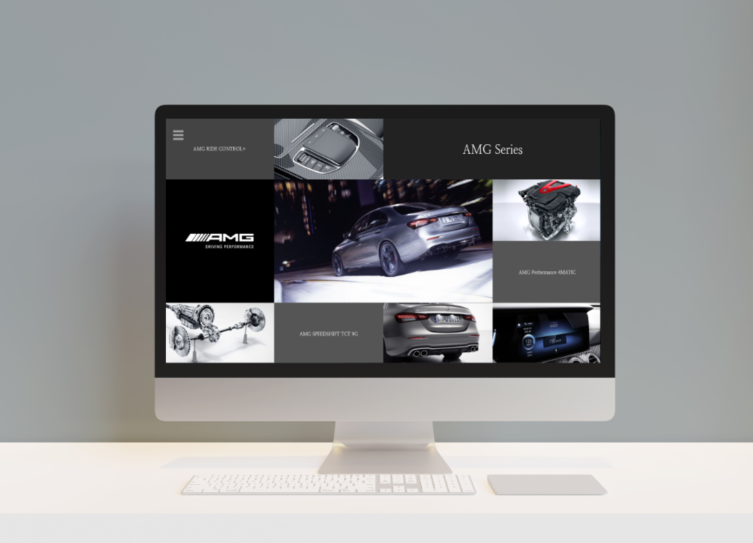 AMG RIDE CONTROL+
AMG Series
AMG
DRIVING PERFORMANCE
AMG Performance 4MATIC
AMG SPEEDSHIFT TCT 9G